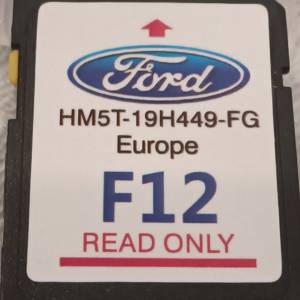 Ford
HM5T-19H449-FG
Europe
F12
READ ONLY